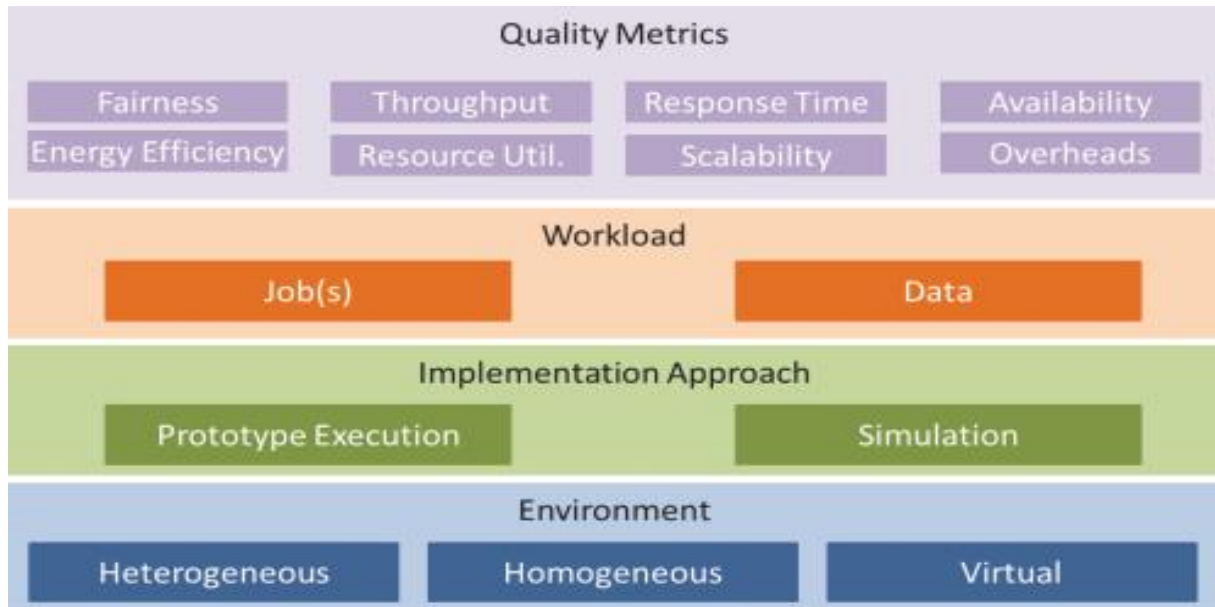 Quality Metrics
Fairness Throughput Response Time Availability
Energy Efficiency Resource Util. Scalability Overheads
Workload
Job(s) Data
Implementation Approach
Prototype Execution Simulation
Environment
Heterogeneous Homogeneous Virtual